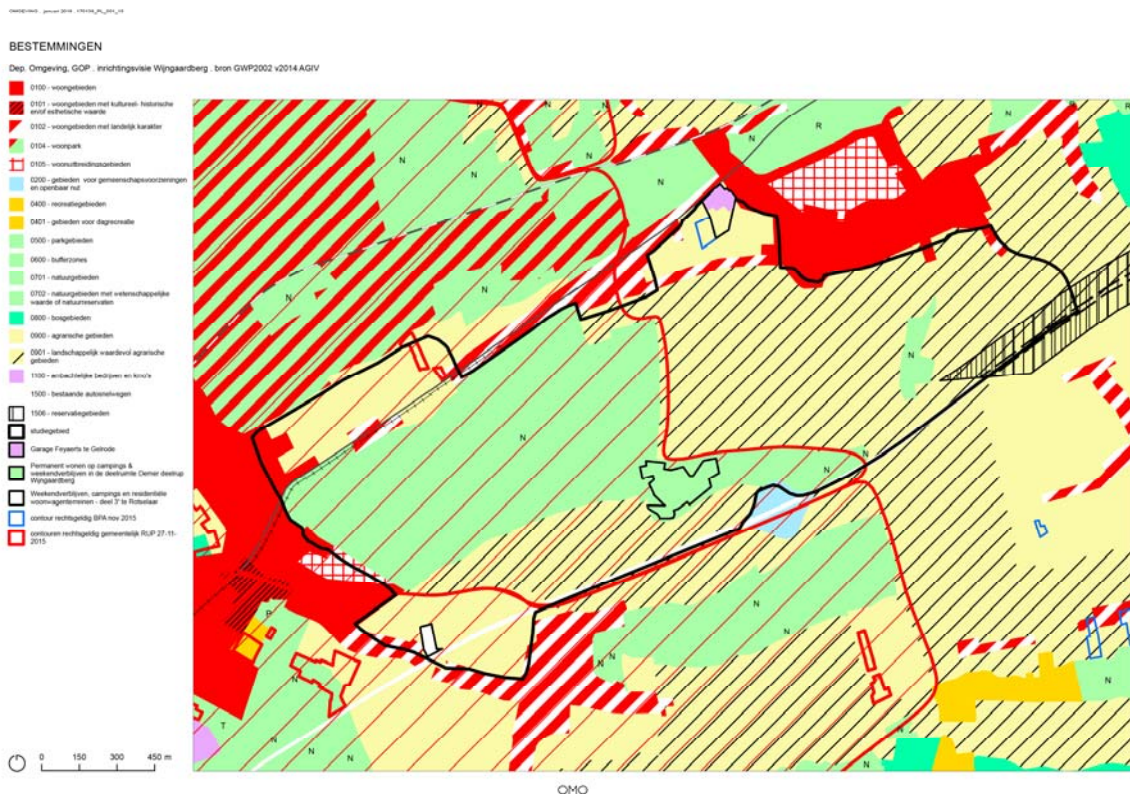 BESTEMMINGEN
Dep. Omgeving, GOP . inrichtingsvisie Wijngaardberg . bron GWP2002 v2014 AGIV
0100 - woongebieden
0101 - woongebieden met kultureel- historische
en/of esthetische waarde
0102 - woongebieden met landelijk karakter
0104 - woonpark
0105 - woonuitbreidingsgebieden
0200 - gebieden voor gemeenschapsvoorzieningen
en openbaar nut
0400 - recreatiegebieden
0401 - gebieden voor dagrecreatie
0500 - parkgebieden
0600 - bufferzones
0701 - natuurgebieden
0702 - natuurgebieden met wetenschappelijke
waarde of natuurreservaten
0800 - bosgebieden
0900 - agrarische gebieden
0901 - landschappelijk waardevol agrarische
gebieden
1100 - ambachtelijke bedrijven en kmo's
1500 - bestaande autosnelwegen
1506 - reservatiegebieden
studiegebied
Garage Feyaerts te Gelrode
Permanent wonen op campings &
weekendverblijven in de deelruimte Demer deelrup
Wijngaardberg
Weekendverblijven, campings en residentiële
woonwagenterreinen - deel 3' te Rotselaar
contour rechtsgeldig BPA nov 2015
contouren rechtsgeldig gemeentelijk RUP 27-11-
2015
0 150 300 450 m
N N N N N R N R
N N N
N N
N
N
N N
N
N
R
N N
N
N
T N
N N N
N
OMO